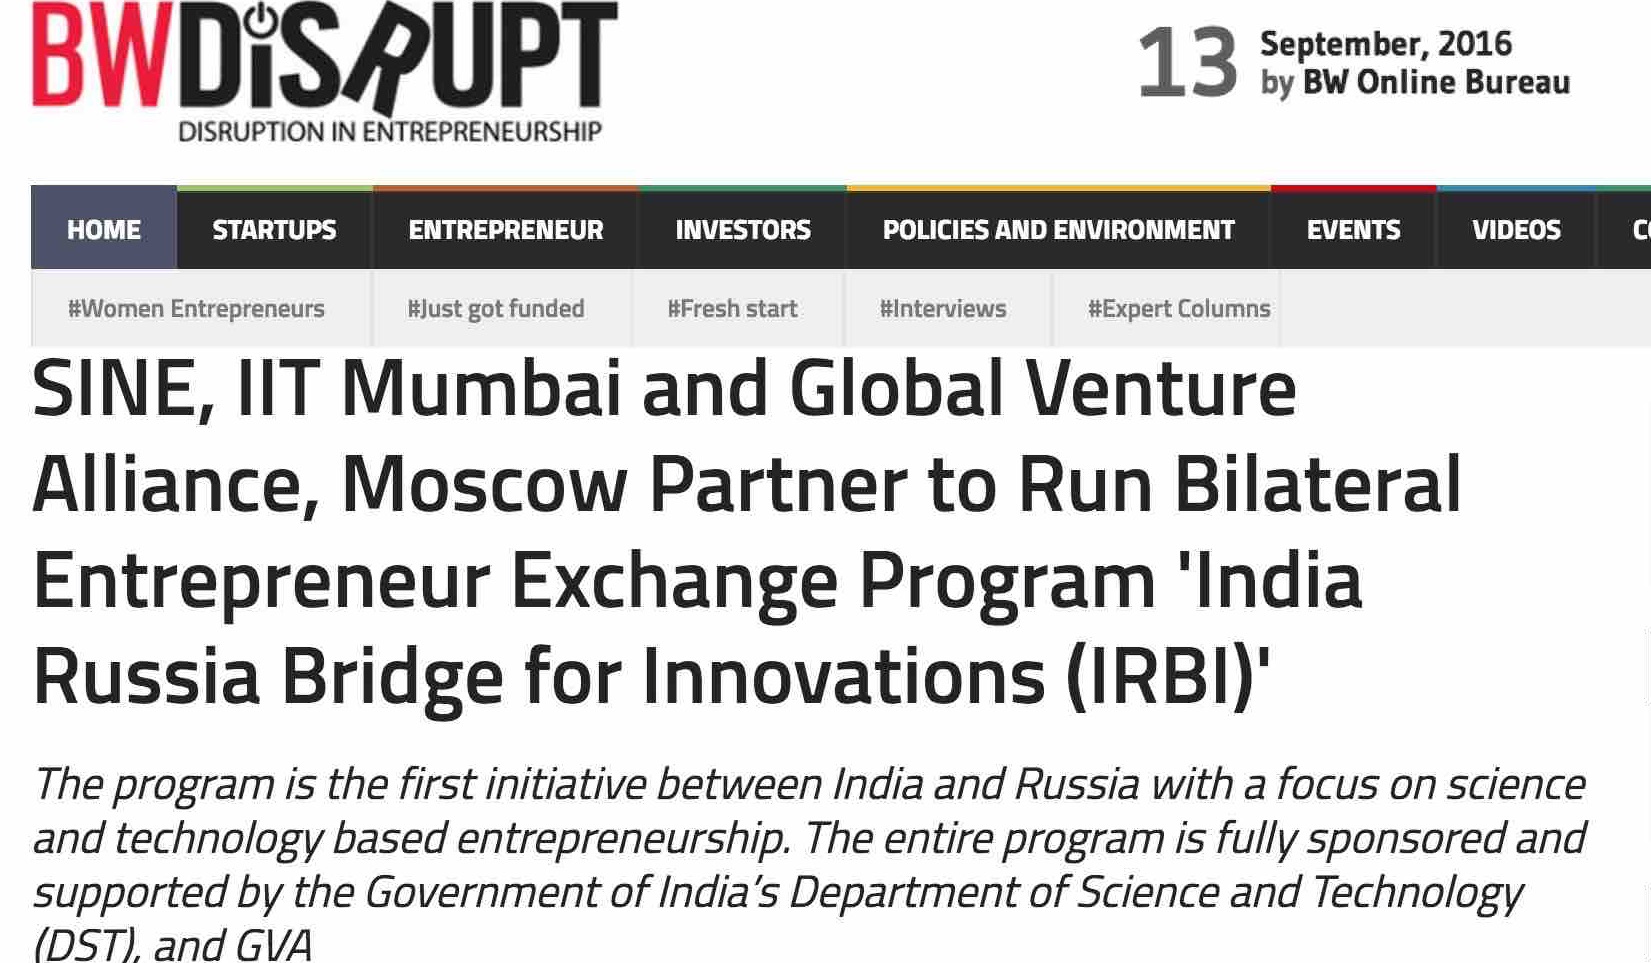 BWDiSRUPT
DISRUPTION IN ENTREPRENEURSHIP
13
September, 2016
by BW Online Bureau
HOME STARTUPS ENTREPRENEUR INVESTORS POLICIES AND ENVIRONMENT EVENTS VIDEOS
#Women Entrepreneurs #Just got funded #Fresh start #Interviews #Expert Columns
SINE, IIT Mumbai and Global Venture
Alliance, Moscow Partner to Run Bilateral
Entrepreneur Exchange Program 'India
Russia Bridge for Innovations (IRBI)'
The program is the first initiative between India and Russia with a focus on science
and technology based entrepreneurship. The entire program is fully sponsored and
supported by the Government of India’s Department of Science and Technology
(DST), and GVA